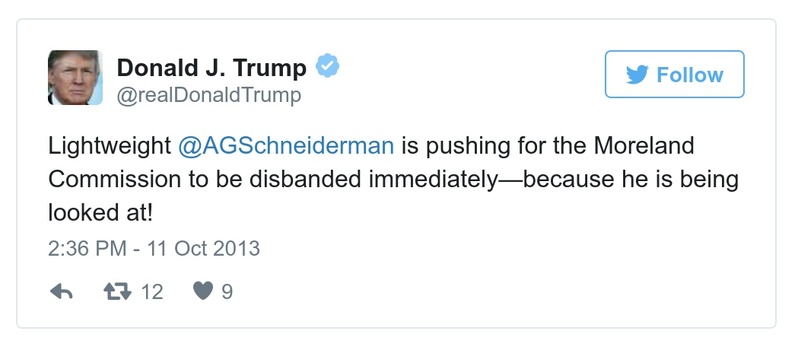 Donald J. Trump
@realDonaldTrump
Follow
Lightweight @AGSchneiderman is pushing for the Moreland
Commission to be disbanded immediately—because he is being
looked at!
2:36 PM - 11 Oct 2013
12 9